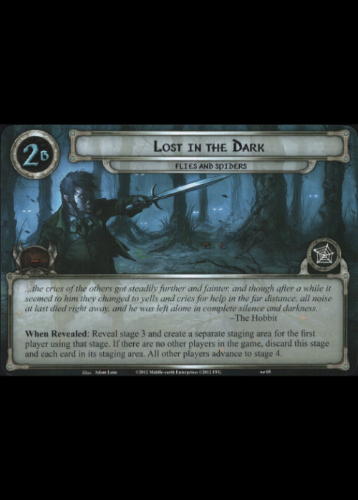 2B
LOST IN THE DARK
FLIES AND SPIDERS
...the cries of the others got steadily further and fainter, and though after a while it
seemed to him they changed to yells and cries for help in the far distance, all noise
at last died right away, and he was left alone in complete silence and darkness.
–The Hobbit
When Revealed: Reveal stage 3 and create a separate staging area for the first
player using that stage. If there are no other players in the game, discard this stage
and each card in its staging area. All other players advance to stage 4.
Illus. Adam Lane ©2012 Middle-earth Enterprises ©2012 FFG